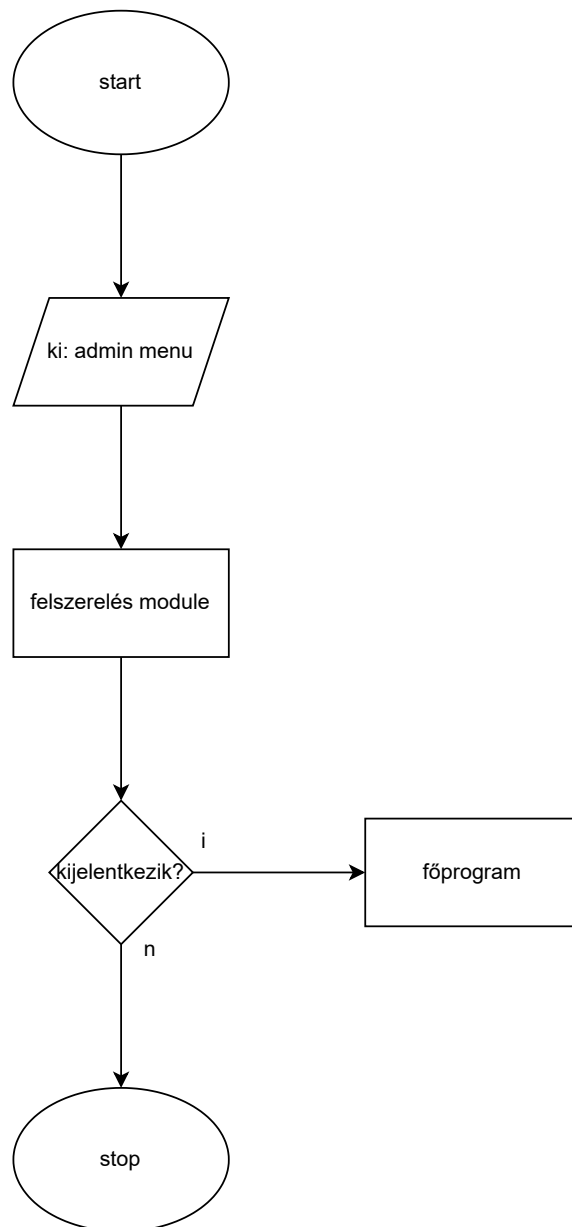 start
ki: admin menu
felszerelés module
kijelentkezik?
i
főprogram
n
stop